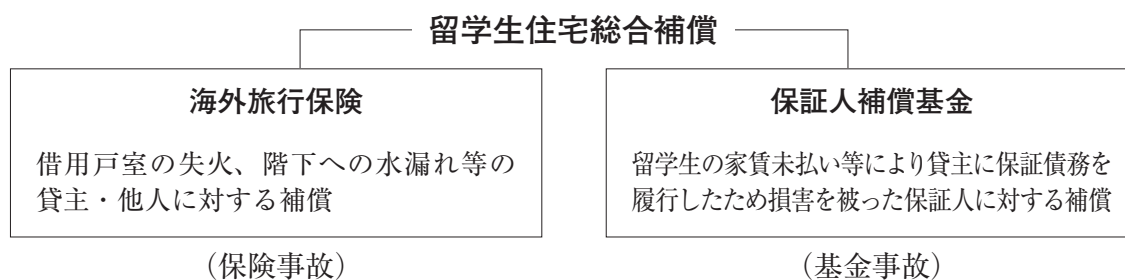 留学生住宅総合補償
海外旅行保険
借用戸室の失火、階下への水漏れ等の
貸主・他人に対する補償
(保険事故)
保証人補償基金
留学生の家賃未払い等により貸主に保証債務を
履行したため損害を被った保証人に対する補償
(基金事故)